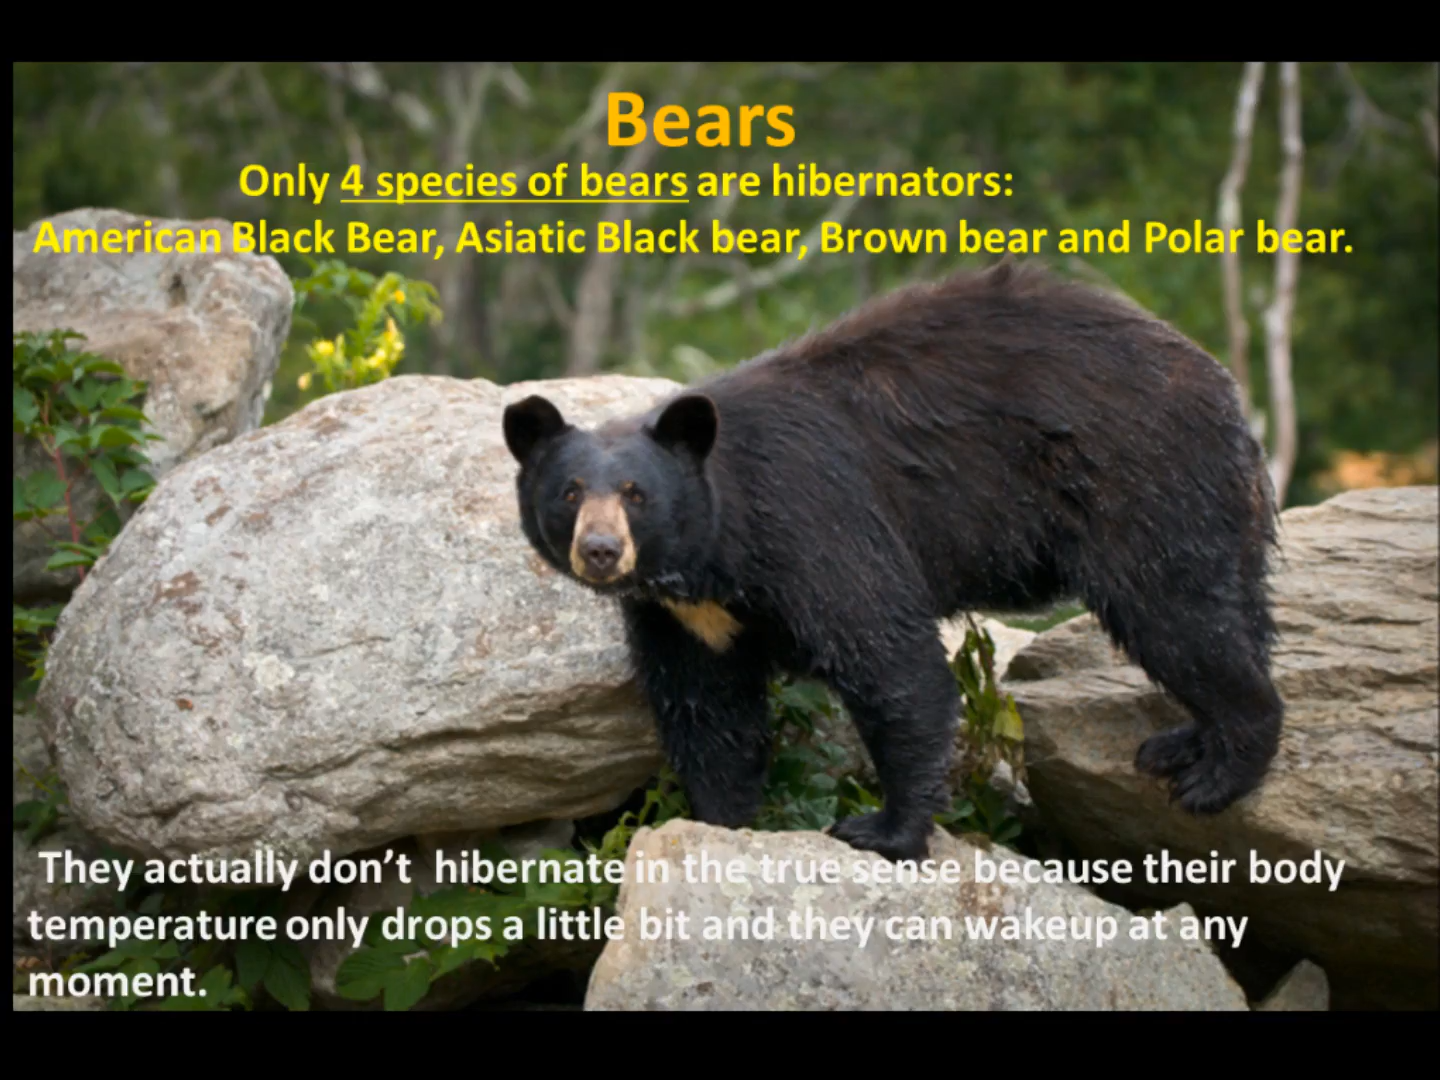 Bears
Only 4 species of bears are hibernators:
American Black Bear, Asiatic Black bear, Brown bear and Polar bear.
They actually don’t hibernate in the true sense because their body
temperature only drops a little bit and they can wakeup at any
moment.